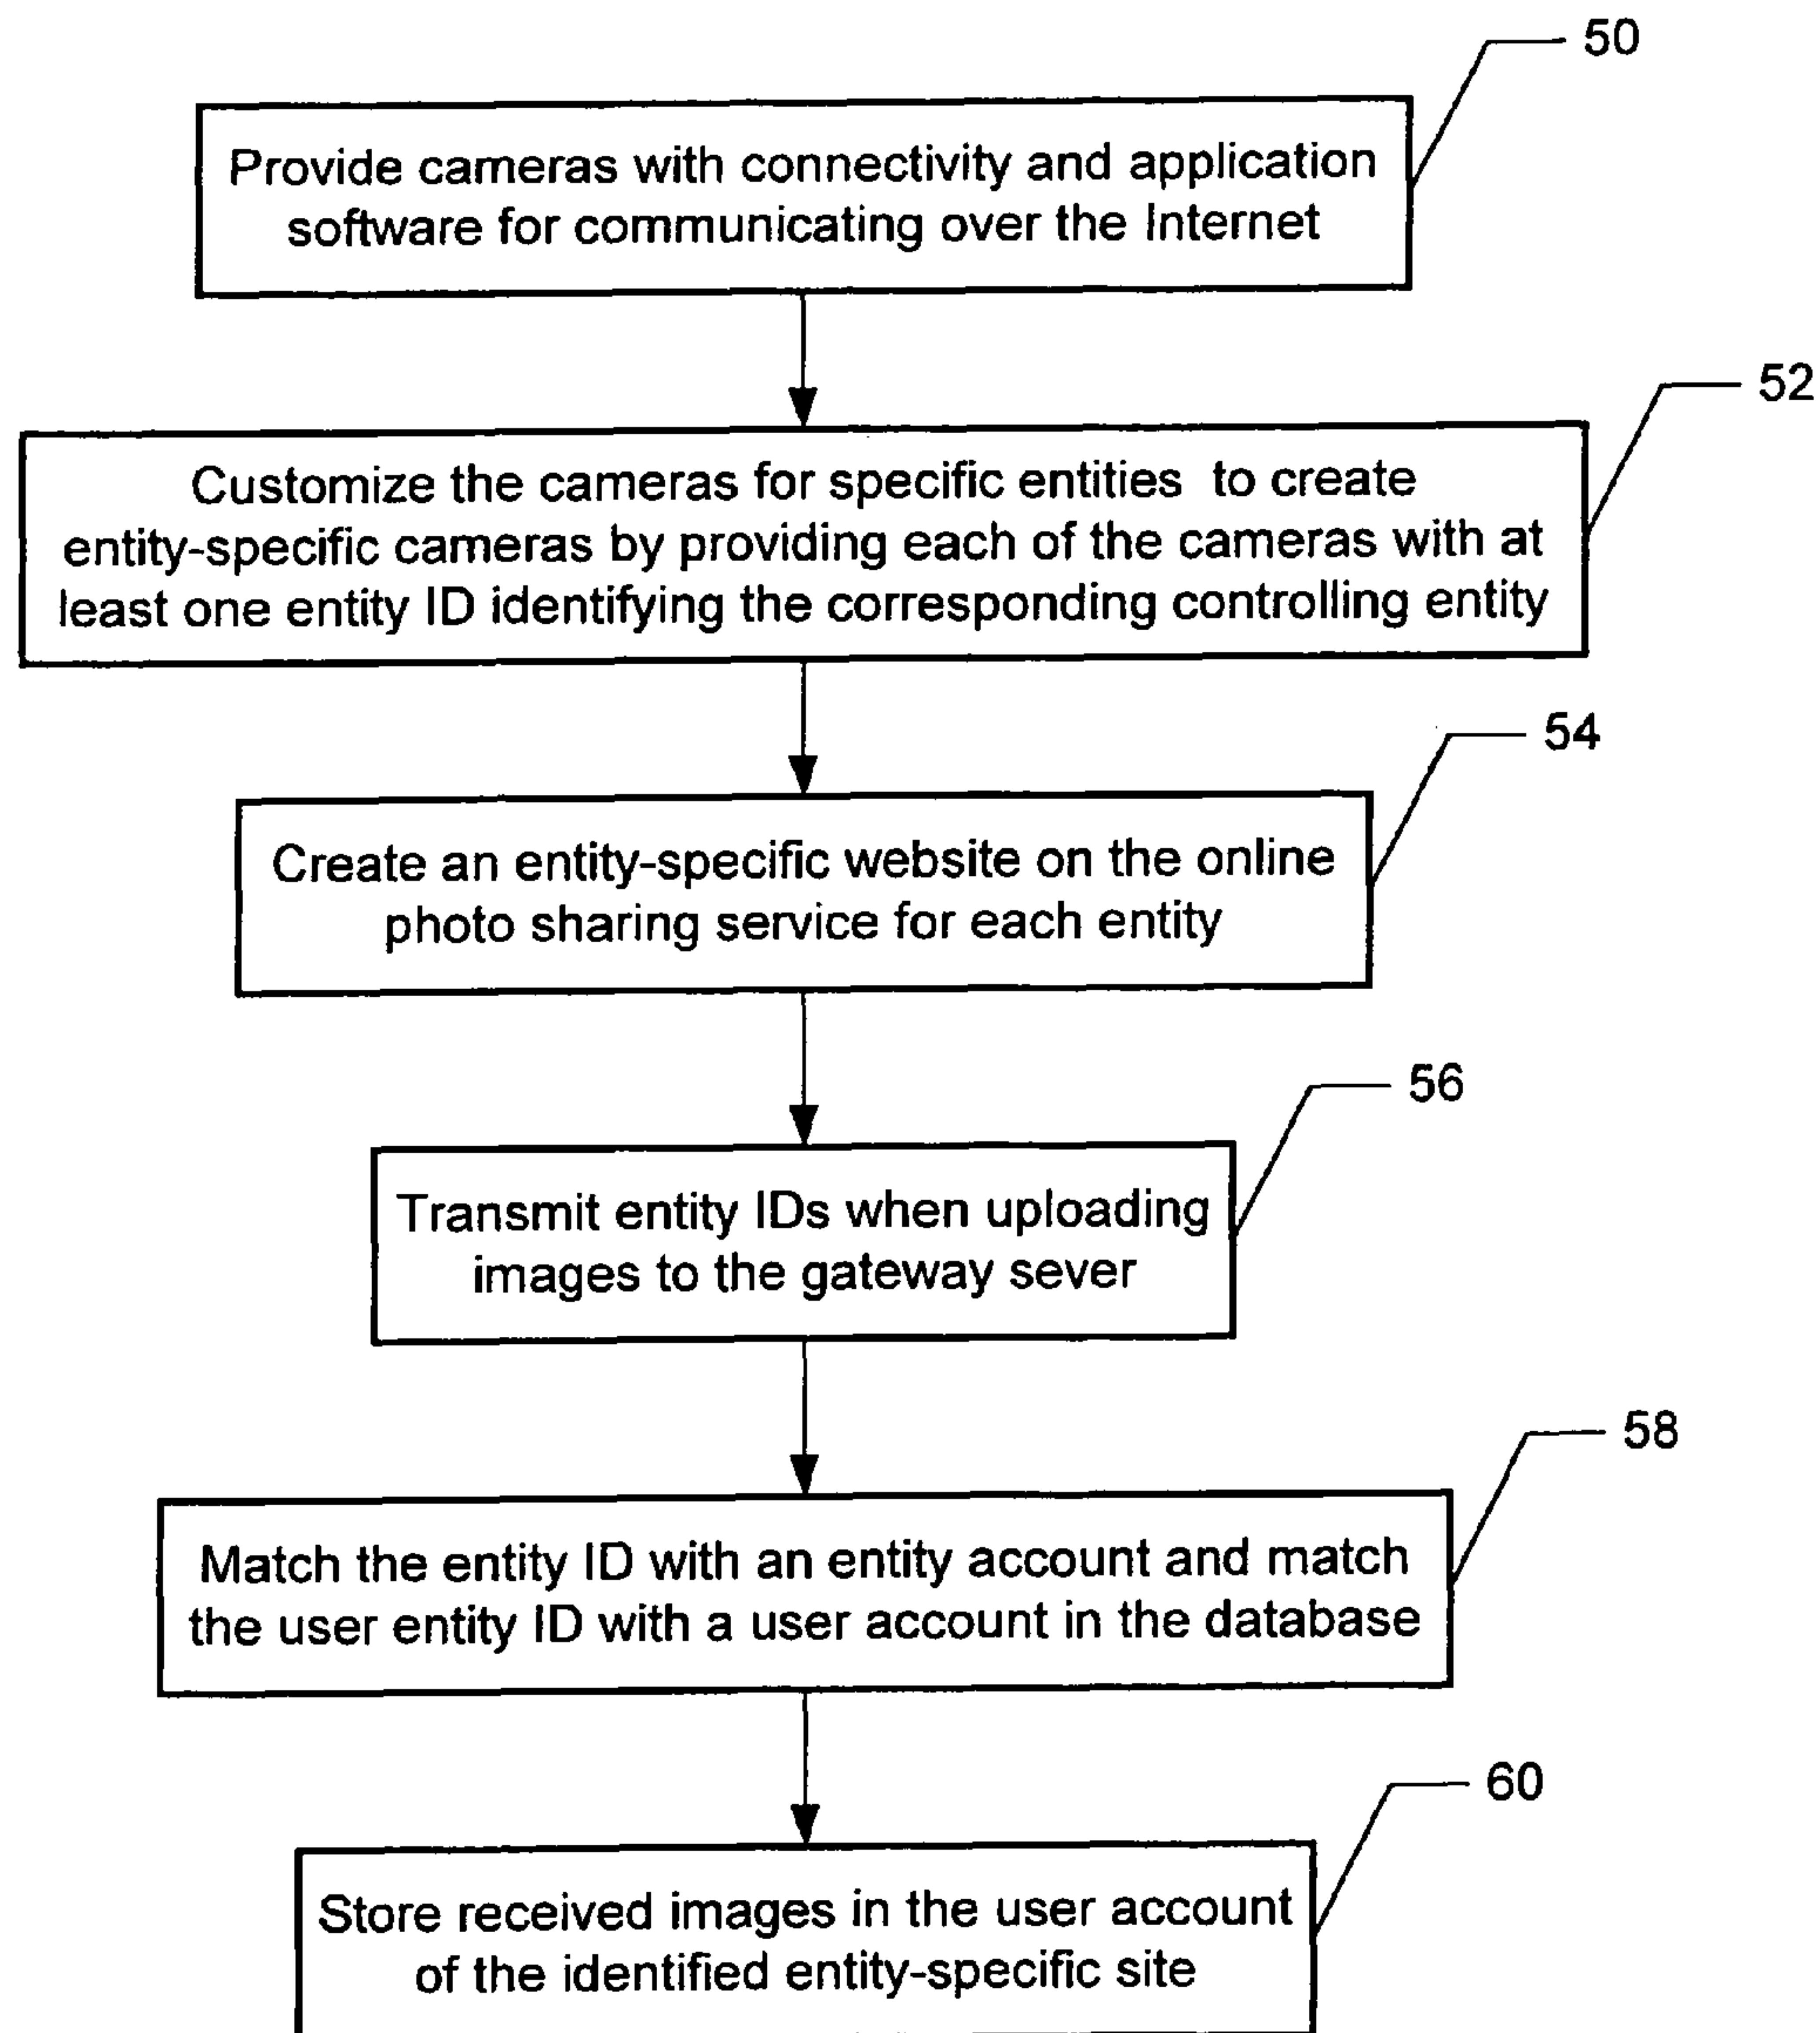 50
Provide cameras with connectivity and application
software for communicating over the Internet
52
Customize the cameras for specific entities to create
entity-specific cameras by providing each of the cameras with at
least one entity ID identifying the corresponding controlling entity
54
Create an entity-specific website on the online
photo sharing service for each entity
56
Transmit entity IDs when uploading
images to the gateway sever
58
Match the entity ID with an entity account and match
the user entity ID with a user account in the database
60
Store received images in the user account
of the identified entity-specific site